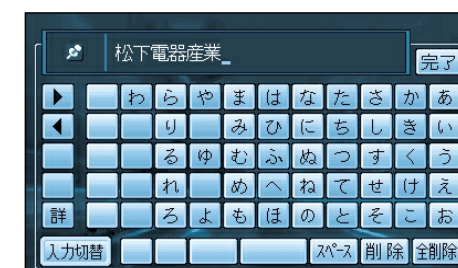 松下電器産業_
完了
▶ わ ら や ま は な た さ か あ
◀ り み ひ に ち し き い
る ゆ む ふ ぬ つ す く う
れ め へ ね て せ け え
詳 ろ よ も ほ の と そ こ お
入力切替 スペース 削除 全削除